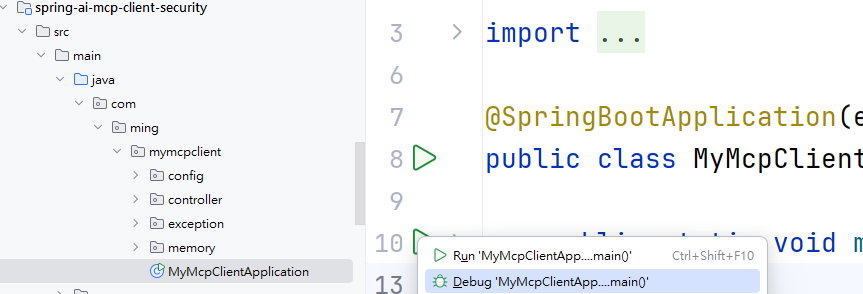 spring-ai-mcp-client-security
src
main
java
com
ming
mymcpclient
config
controller
exception
memory
MyMcpClientApplication
3 import ...
6
7 @SpringBootApplication(e
8 public class MyMcpClient
9
10 void m
Run 'MyMcpClientApp....main()' Ctrl+Shift+F10
13
Debug 'MyMcpClientApp....main()'